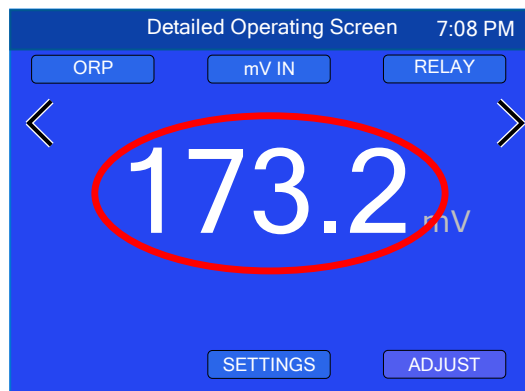 Detailed Operating Screen 7:08 PM
ORP mV IN RELAY
173.2 mV
SETTINGS ADJUST